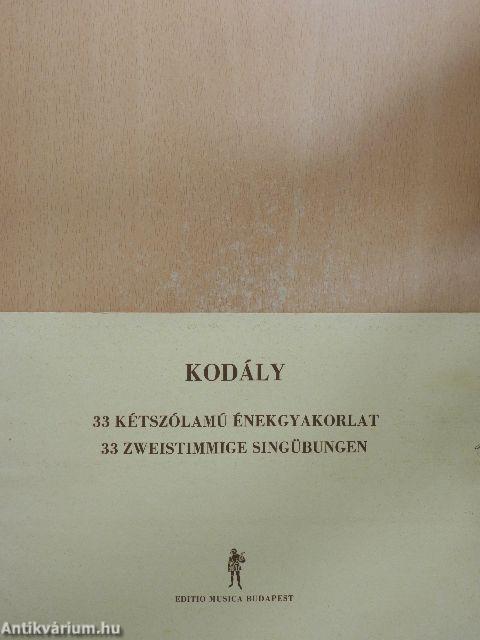 KODÁLY
33 KÉTSZÓLAMÚ ÉNEKGYAKORLAT
33 ZWEISTIMMIGE SINGÜBUNGEN
EDITIO MUSICA BUDAPEST
Antikvárium.hu